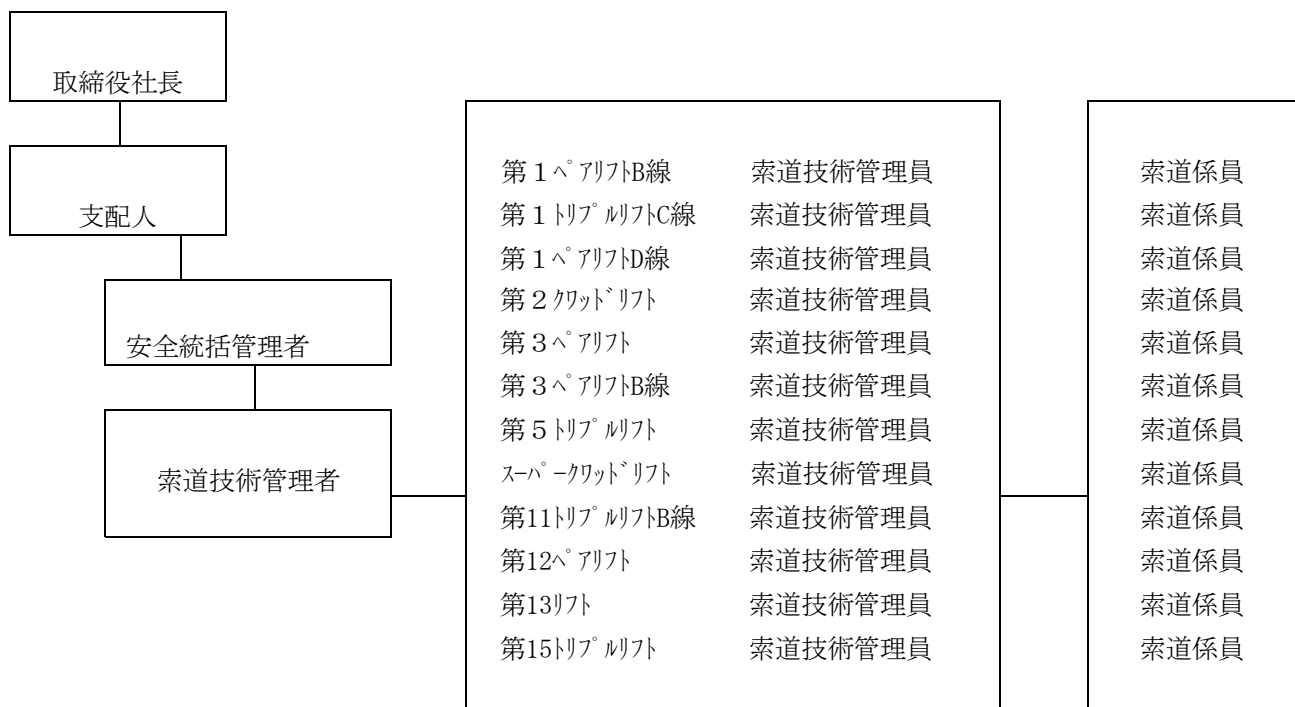 取締役社長
支配人
安全統括管理者
索道技術管理者
第１ﾍﾟｱﾘﾌﾄB線 索道技術管理員 索道係員
第１ﾄﾘﾌﾟﾙﾘﾌﾄC線 索道技術管理員 索道係員
第１ﾍﾟｱﾘﾌﾄD線 索道技術管理員 索道係員
第２ｸﾜｯﾄﾞﾘﾌﾄ 索道技術管理員 索道係員
第３ﾍﾟｱﾘﾌﾄ 索道技術管理員 索道係員
第３ﾍﾟｱﾘﾌﾄB線 索道技術管理員 索道係員
第５ﾄﾘﾌﾟﾙﾘﾌﾄ 索道技術管理員 索道係員
ｽｰﾊﾟｰｸﾜｯﾄﾞﾘﾌﾄ 索道技術管理員 索道係員
第11ﾄﾘﾌﾟﾙﾘﾌﾄB線 索道技術管理員 索道係員
第12ﾍﾟｱﾘﾌﾄ 索道技術管理員 索道係員
第13ﾘﾌﾄ 索道技術管理員 索道係員
第15ﾄﾘﾌﾟﾙﾘﾌﾄ 索道技術管理員 索道係員